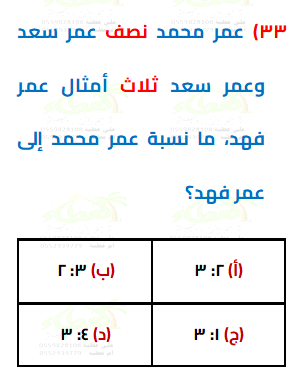 ٣٣) عمر محمد نصف عمر سعد
وعمر سعد ثلاث أمثال عمر
فهد، ما نسبة عمر محمد إلى
عمر فهد؟
(أ) ٢: ٣
(ب) ٣: ٢
(ج) ١: ٣
(د) ٤: ٣